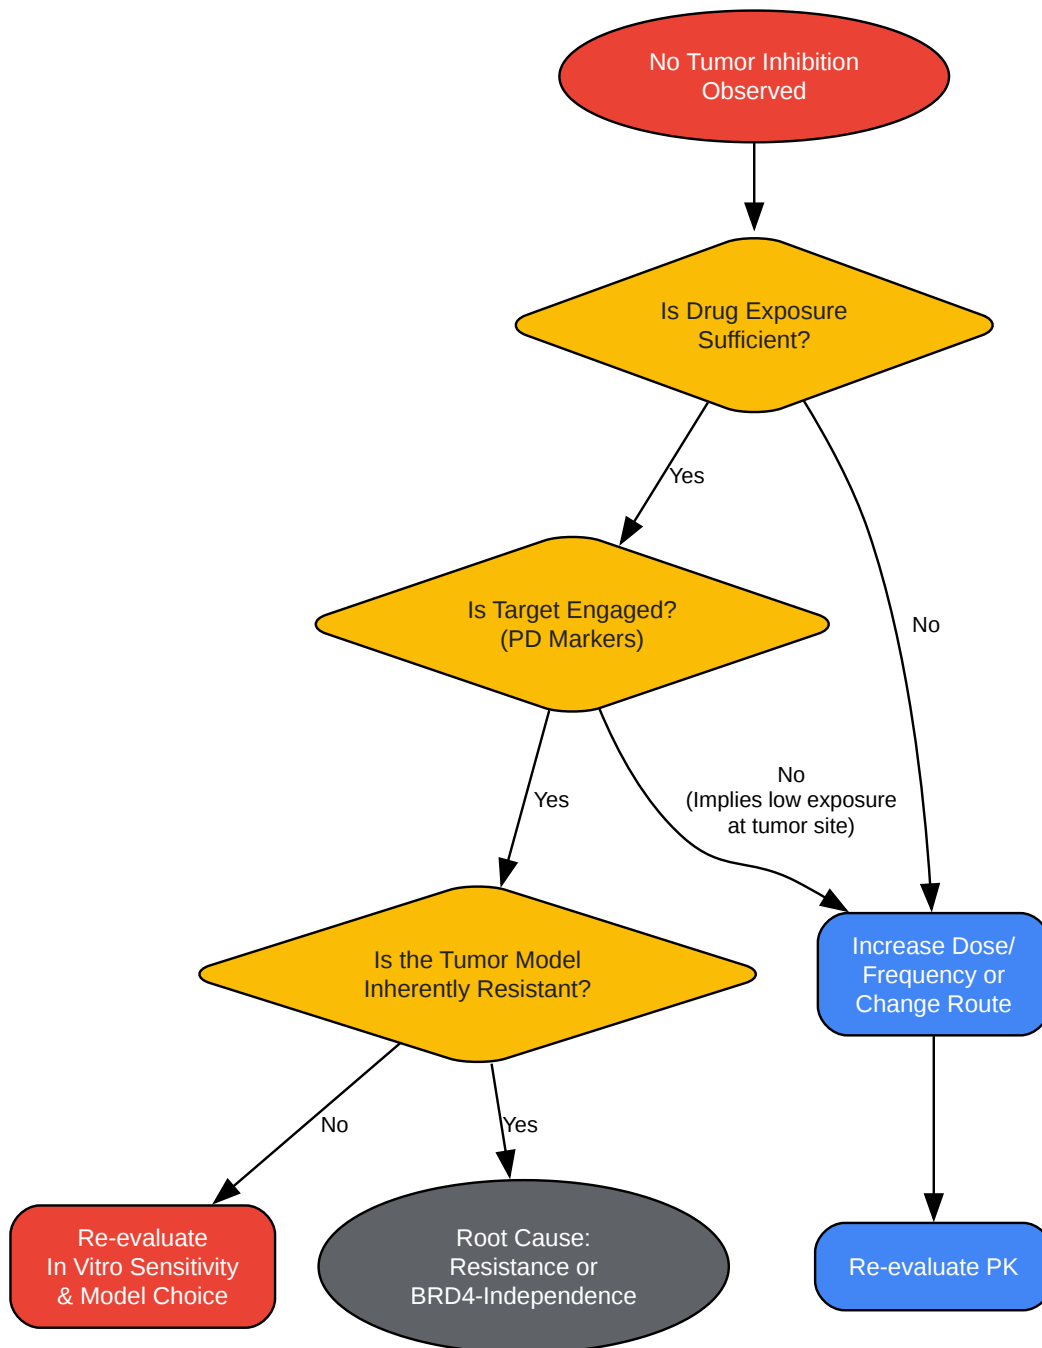 No Tumor Inhibition
Observed
Is Drug Exposure
Sufficient?
Yes
No
Is Target Engaged?
(PD Markers)
Yes
No
(Implies low exposure
at tumor site)
Is the Tumor Model
Inherently Resistant?
Increase Dose/
Frequency or
Change Route
No
Yes
Re-evaluate
In Vitro Sensitivity
& Model Choice
Root Cause:
Resistance or
BRD4-Independence
Re-evaluate PK